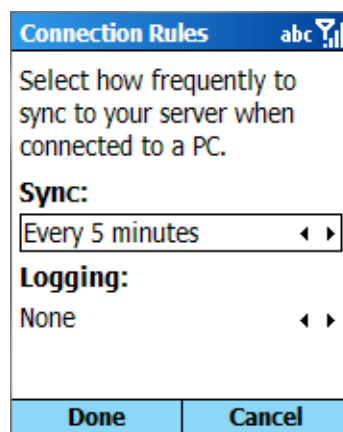 Connection Rules abc
Select how frequently to
sync to your server when
connected to a PC.
Sync:
Every 5 minutes
Logging:
None
Done Cancel